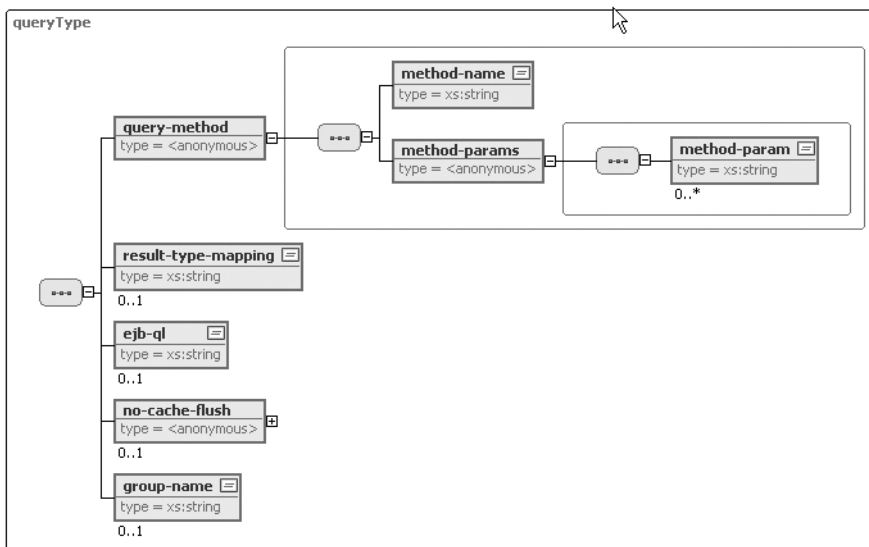 queryType
query-method
type = <anonymous>
method-name
type = xs:string
method-params
type = <anonymous>
method-param
type = xs:string
0..*
result-type-mapping
type = xs:string
0..1
ejb-ql
type = xs:string
0..1
no-cache-flush
type = <anonymous>
0..1
group-name
type = xs:string
0..1